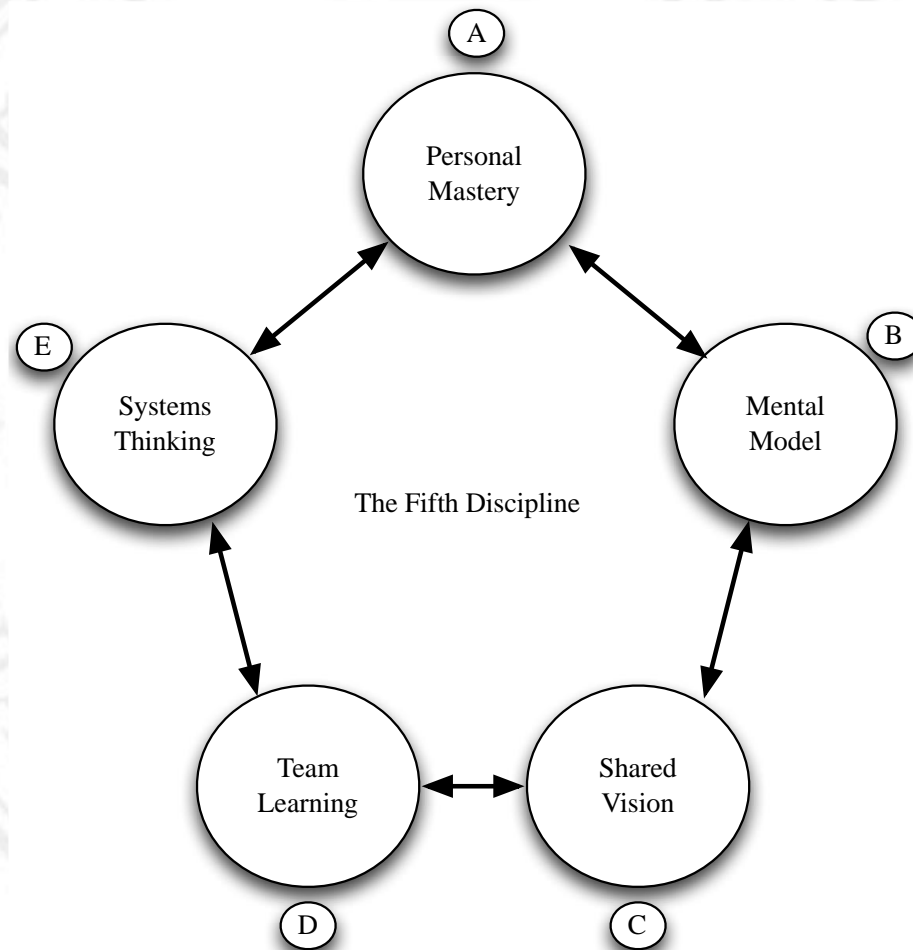 A
Personal
Mastery
E
B
Systems
Thinking
Mental
Model
The Fifth Discipline
Team
Learning
Shared
Vision
D
C